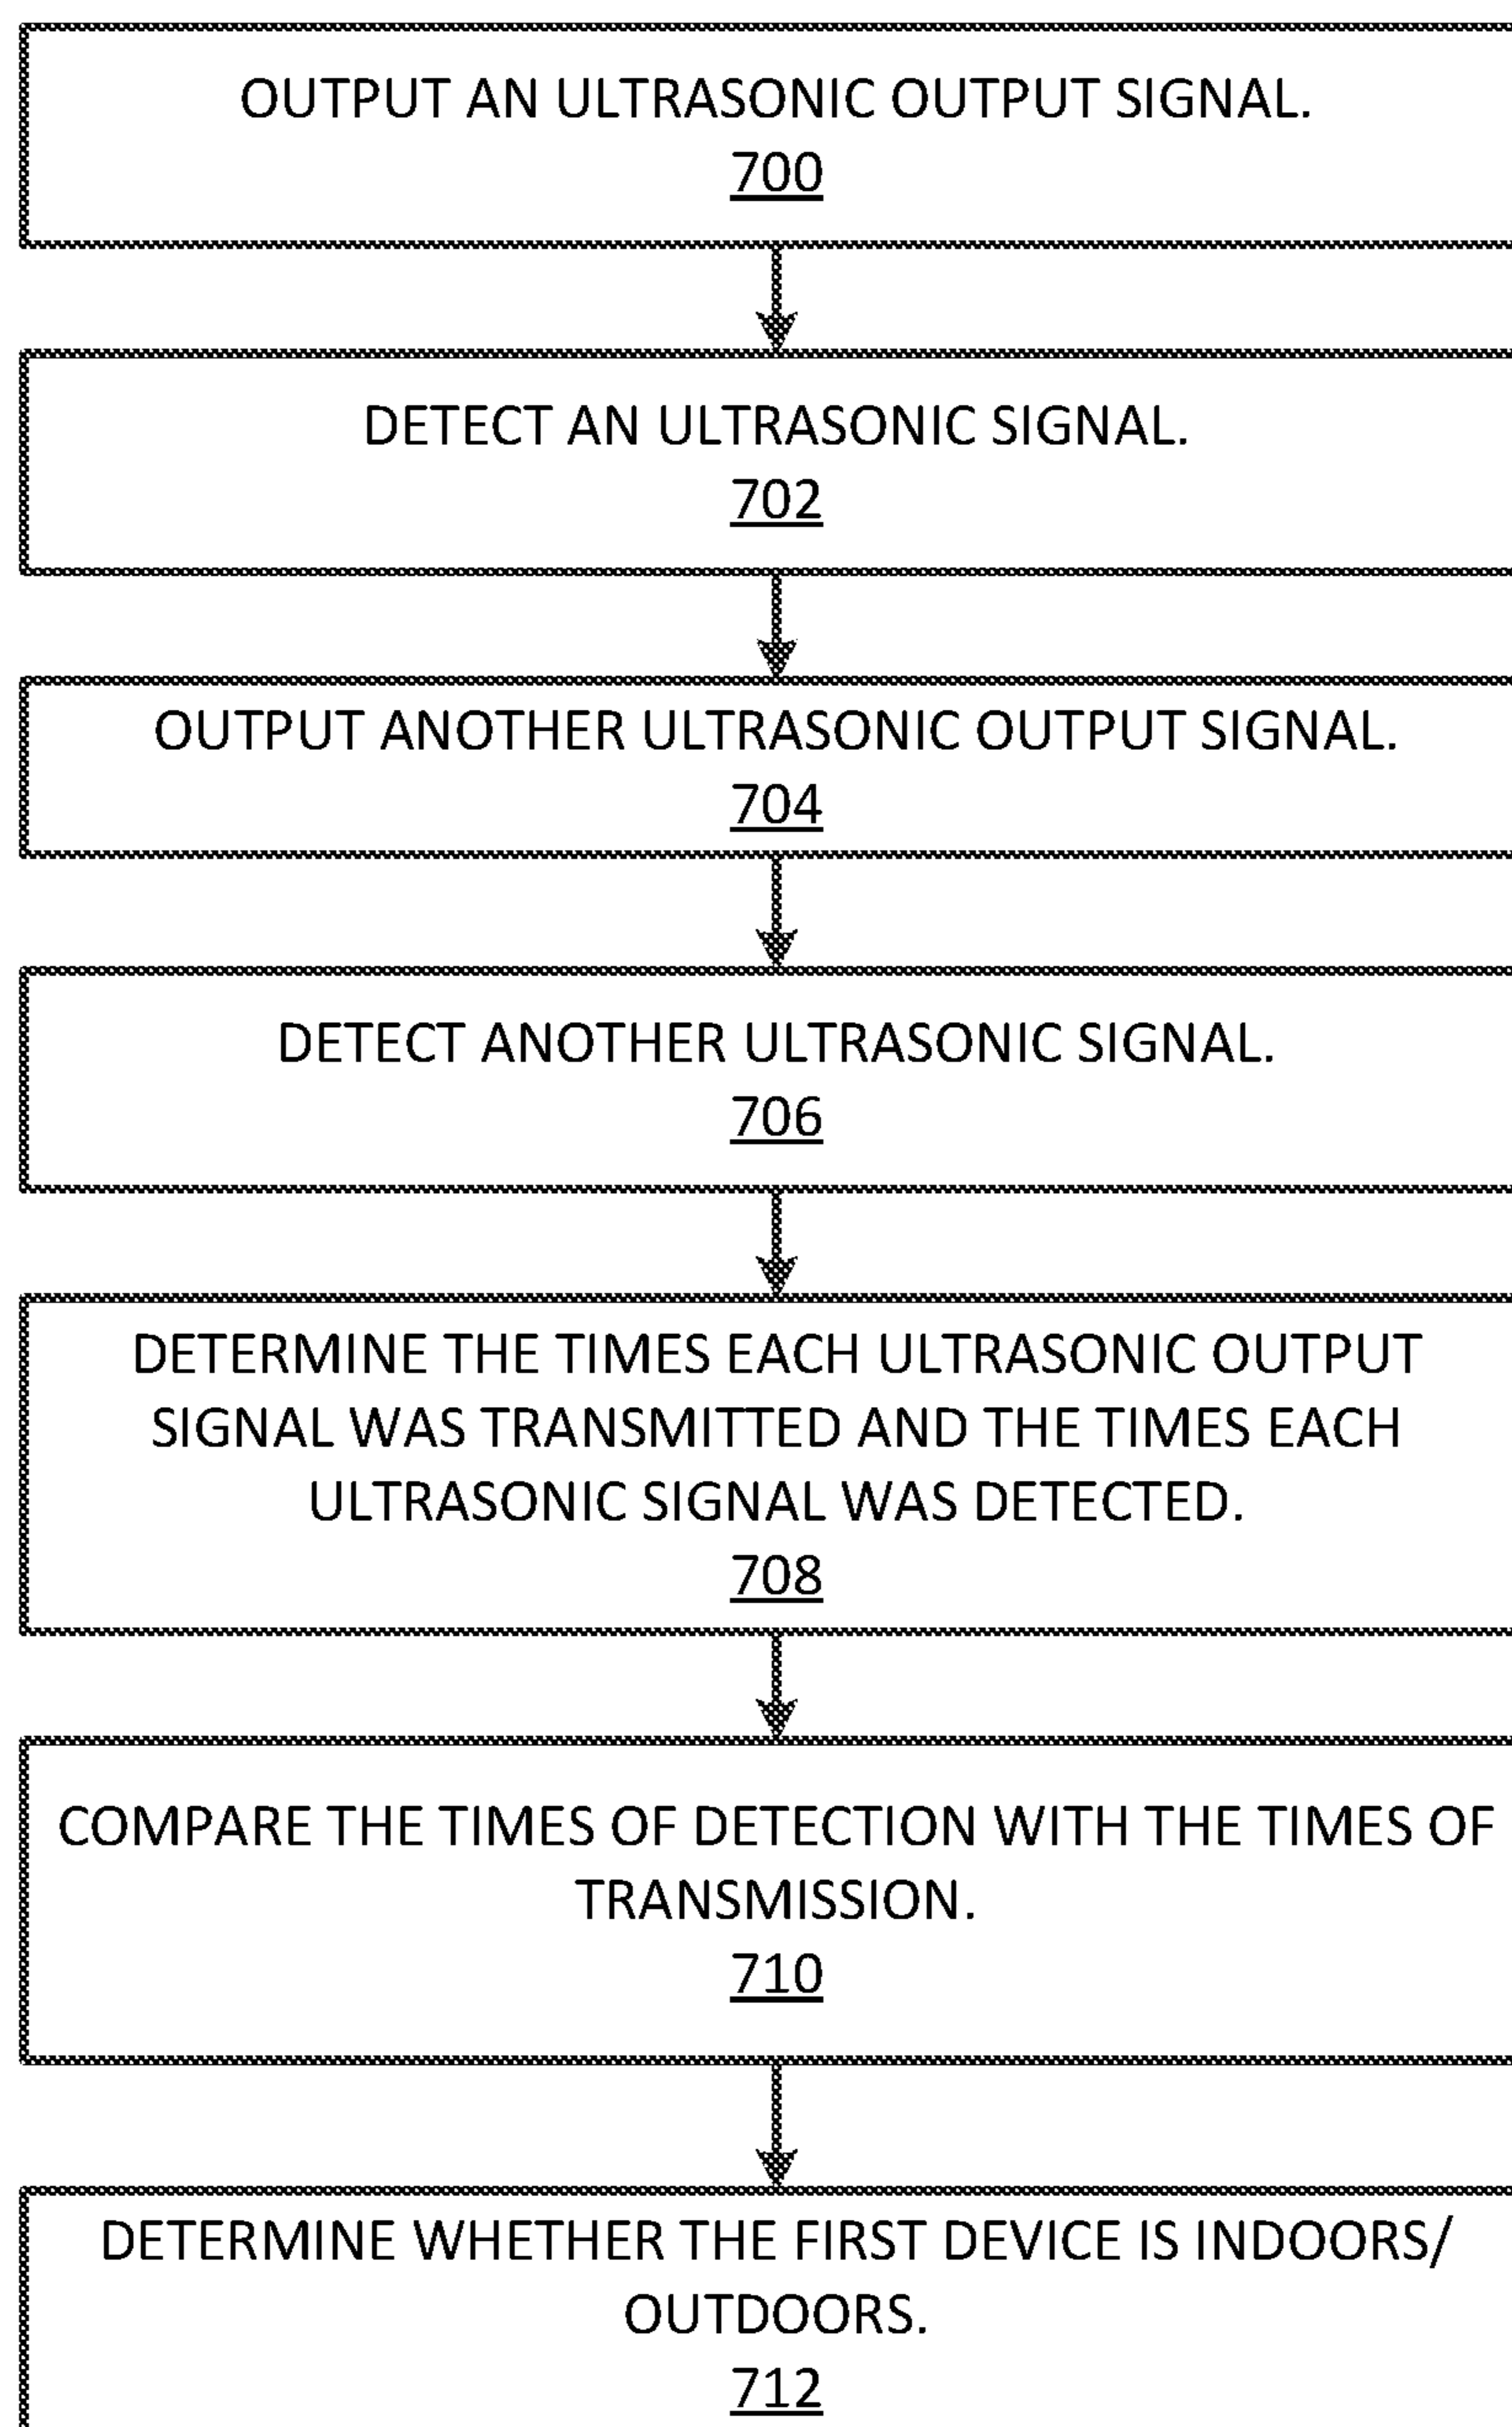 OUTPUT AN ULTRASONIC OUTPUT SIGNAL.
700
DETECT AN ULTRASONIC SIGNAL.
702
OUTPUT ANOTHER ULTRASONIC OUTPUT SIGNAL.
704
DETECT ANOTHER ULTRASONIC SIGNAL.
706
DETERMINE THE TIMES EACH ULTRASONIC OUTPUT
SIGNAL WAS TRANSMITTED AND THE TIMES EACH
ULTRASONIC SIGNAL WAS DETECTED.
708
COMPARE THE TIMES OF DETECTION WITH THE TIMES OF
TRANSMISSION.
710
DETERMINE WHETHER THE FIRST DEVICE IS INDOORS/
OUTDOORS.
712